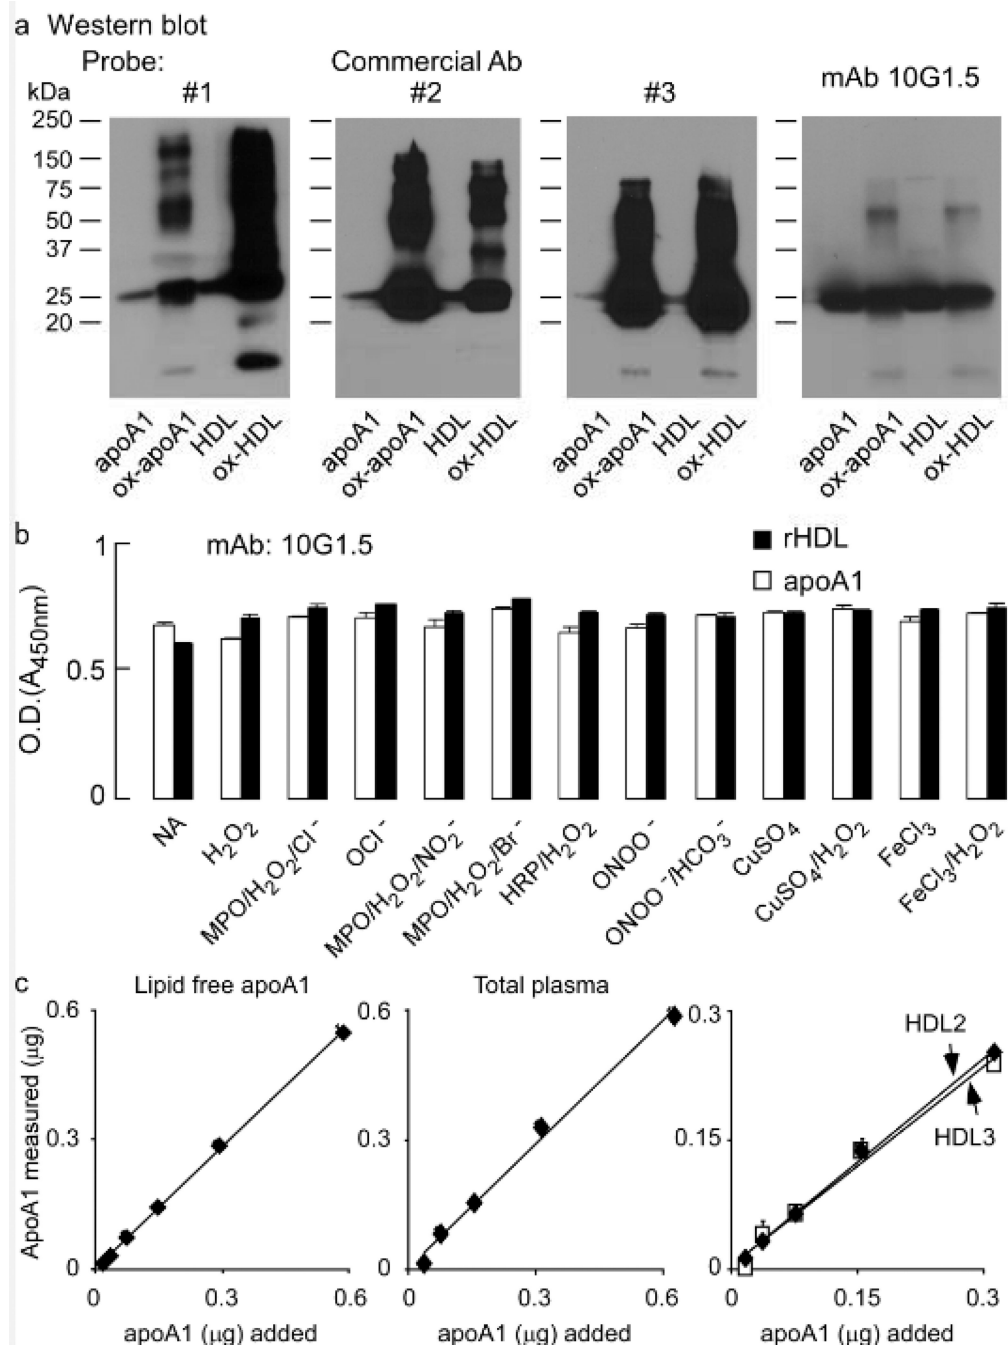 a Western blot
Probe: Commercial Ab
kDa #1 #2 #3 mAb 10G1.5
250
150
75
50
37
25
20
apoA1 ox-apoA1 HDL ox-HDL apoA1 ox-apoA1 HDL ox-HDL apoA1 ox-apoA1 HDL ox-HDL apoA1 ox-apoA1 HDL ox-HDL
b
mAb: 10G1.5
rHDL
apoA1
O.D.(A450nm)
1
0.5
0
NA
H2O2
MPO/H2O2/Cl-
OCl-
MPO/H2O2/NO2-
MPO/H2O2/Br-
HRP/H2O2
ONOO-
ONOO-/HCO3-
CuSO4
CuSO4/H2O2
FeCl3
FeCl3/H2O2
c
Lipid free apoA1
Total plasma
ApoA1 measured (µg)
0.6
0.3
0
0 0.3 0.6
apoA1 (µg) added
0.6
0.3
0
0 0.3 0.6
apoA1 (µg) added
0.3
0.15
0
HDL2
HDL3
0 0.15 0.3
apoA1 (µg) added